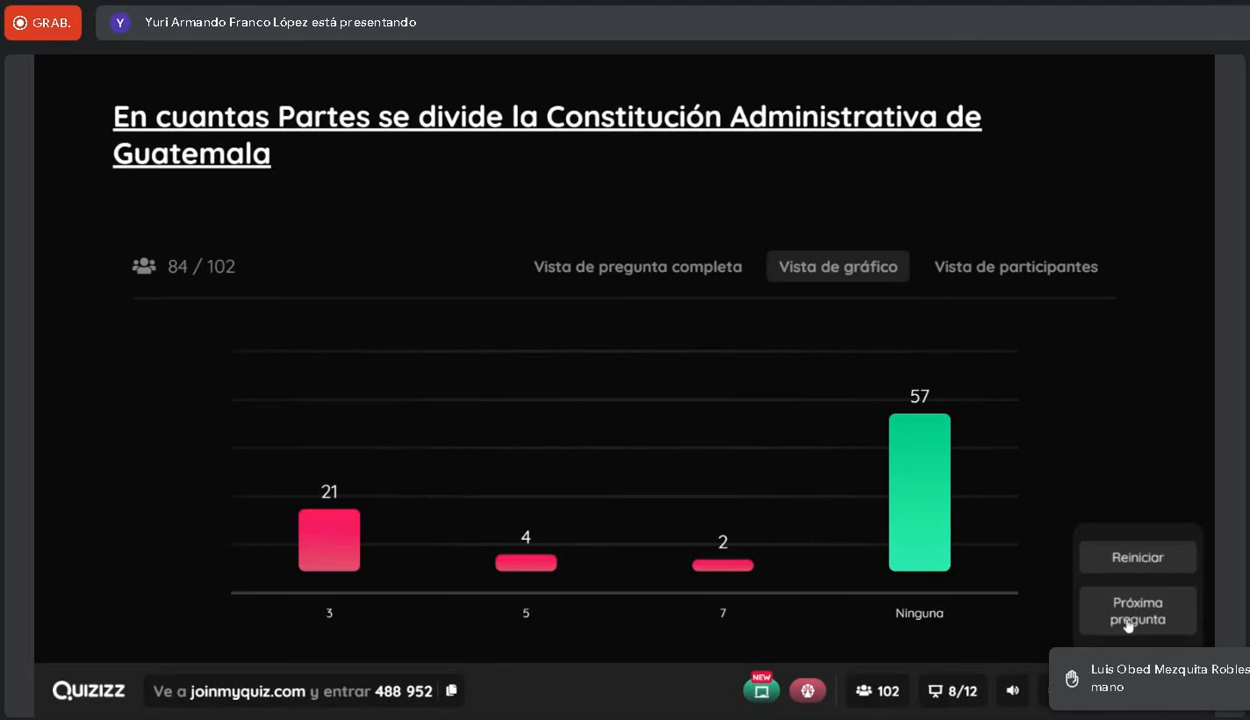 GRAB.
Y
Yuri Armando Franco López está presentando
En cuantas Partes se divide la Constitución Administrativa de
Guatemala
84 / 102
Vista de pregunta completa
Vista de gráfico
Vista de participantes
57
21
4
2
3
5
7
Ninguna
Reiniciar
Próxima
pregunta
Luis Obed Mezquita Robles
mano
QUIZIZZ
Ve a joinmyquiz.com y entrar 488 952
NEW
102
8/12